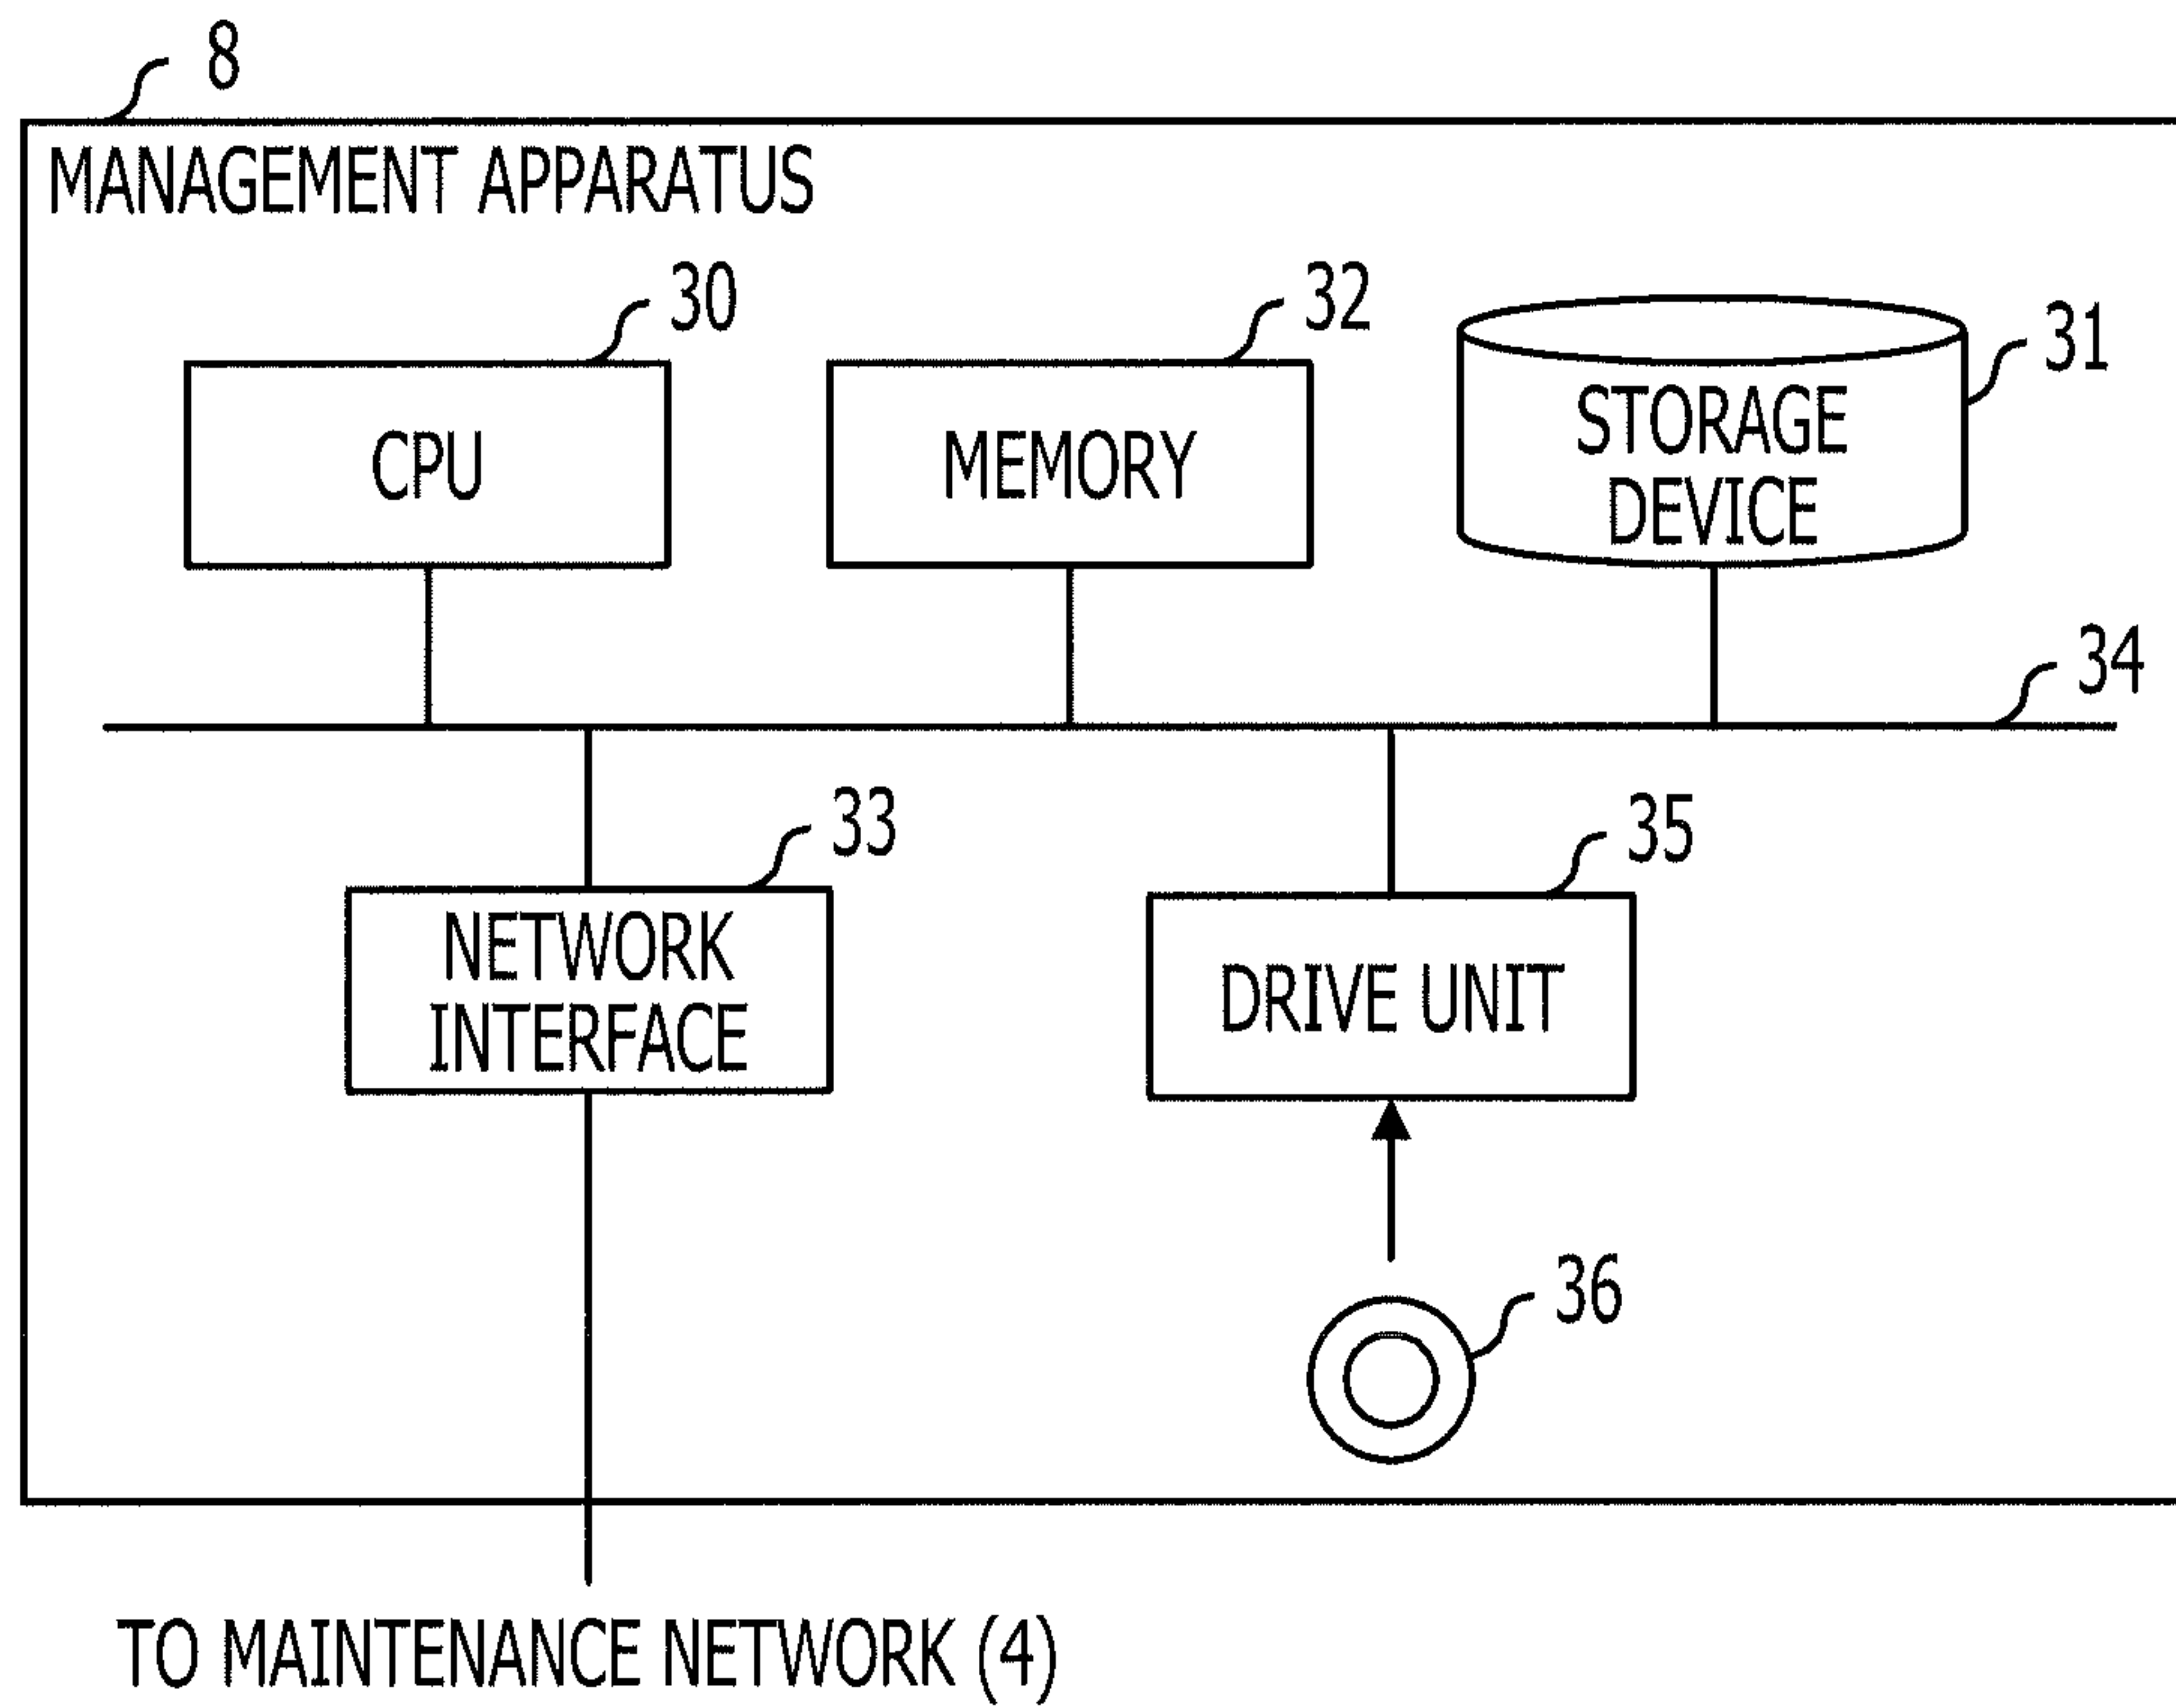 8
MANAGEMENT APPARATUS
30
32
31
CPU
MEMORY
STORAGE
DEVICE
34
33
35
NETWORK
INTERFACE
DRIVE UNIT
36
TO MAINTENANCE NETWORK (4)